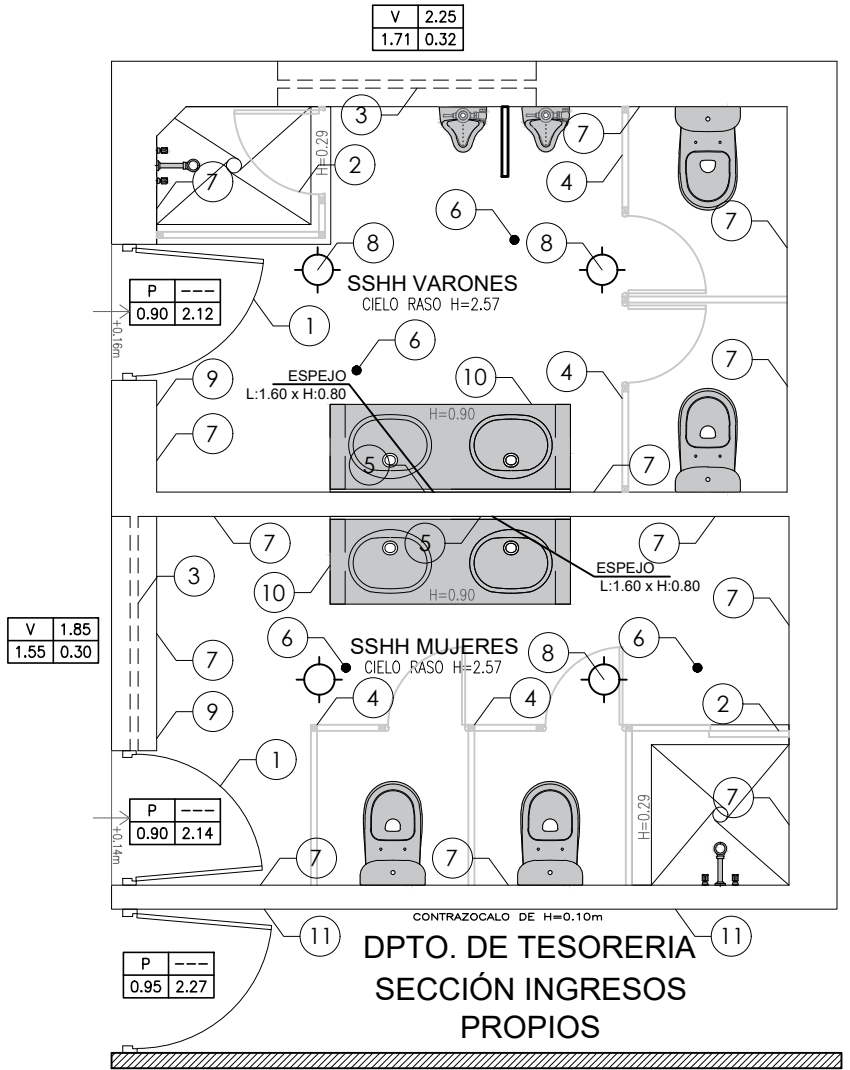 V 2.25
1.71 0.32
3
7
H=0.29
2
7
4
6
7
8
8
SSHH VARONES
CIELO RASO H=2.57
P ---
0.90 2.12
+0.16m
1
6
7
9
ESPEJO
L:1.60 x H:0.80
10
4
H=0.90
7
5
7
7
5
7
3
ESPEJO
L:1.60 x H:0.80
10
H=0.90
7
V 1.85
1.55 0.30
6
SSHH MUJERES
CIELO RASO H=2.57
8
6
7
4
4
2
9
1
P ---
0.90 2.14
+0.14m
7
H=0.29
7
7
CONTRAZOCALO DE H=0.10m
11
11
DPTO. DE TESORERIA
SECCIÓN INGRESOS
PROPIOS
P ---
0.95 2.27